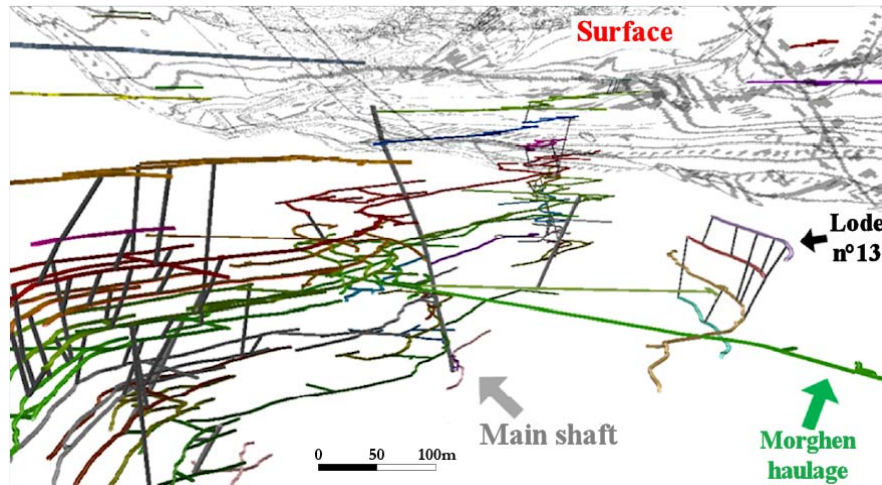 Surface
Lode
n°13
Main shaft
0 50 100m
Morghen
haulage